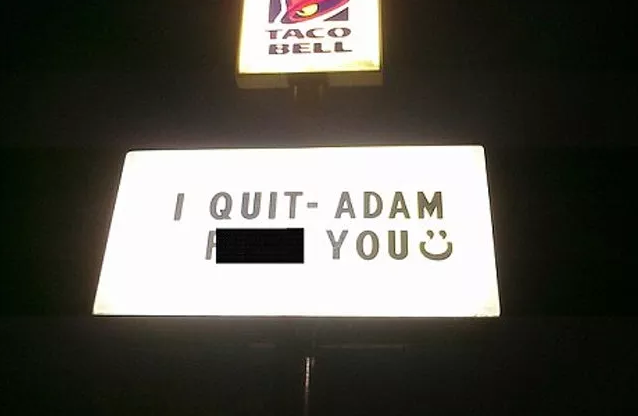 TACO
BELL
I QUIT- ADAM
YOU Ü